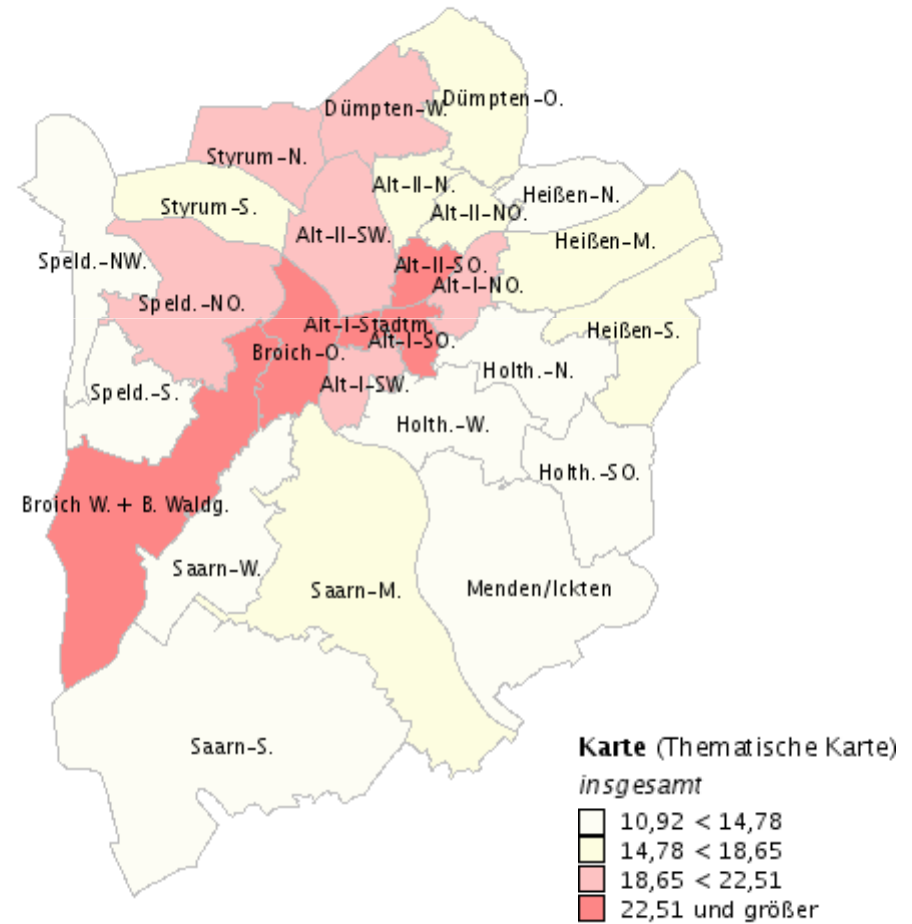 Dümpten-W.
Dümpten-O.
Styrum-N.
Alt-II-N.
Styrum-S.
Alt-II-NO.
Heißen-N.
Alt-II-SW.
Heißen-M.
Speld.-NW.
Alt-II-SO.
Alt-I-NO.
Speld.-NO.
Alt-I-Stadtm.
Alt-I-SO.
Heißen-S.
Broich-O.
Holth.-N.
Alt-I-SW.
Speld.-S.
Holth.-W.
Holth.-SO.
Broich W. + B. Waldg.
Saarn-W.
Saarn-M.
Menden/Ickten
Saarn-S.
Karte (Thematische Karte)
insgesamt
10,92 < 14,78
14,78 < 18,65
18,65 < 22,51
22,51 und größer